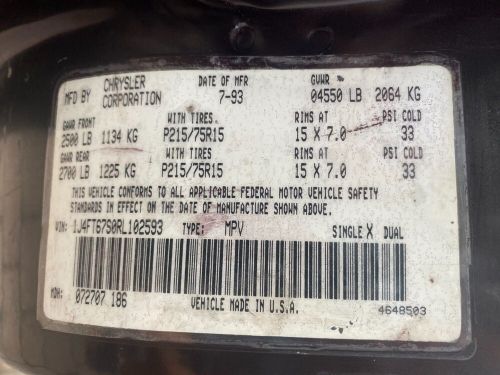 MFD BY CHRYSLER CORPORATION DATE OF MFR 7-93 GVWR 04550 LB 2064 KG
GAWR FRONT WITH TIRES. RIMS AT PSI COLD
2500 LB 1134 KG P215/75R15 15 X 7.0 33
GAWR REAR WITH TIRES RIMS AT PSI COLD
2700 LB 1225 KG P215/75R15 15 X 7.0 33
THIS VEHICLE CONFORMS TO ALL APPLICABLE FEDERAL MOTOR VEHICLE SAFETY
STANDARDS IN EFFECT ON THE DATE OF MANUFACTURE SHOWN ABOVE.
VIN: 1J4FT67S0RL102593 TYPE: MPV SINGLE X DUAL
MDH: 072707 186 VEHICLE MADE IN U.S.A. 4648503